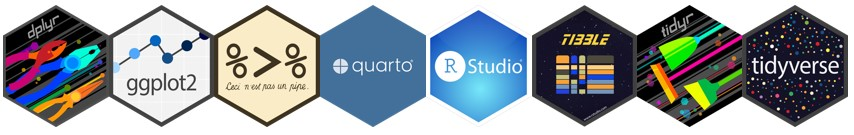 dplyr
ggplot2
%>%
Ceci n'est pas un pipe.
quarto
R Studio
TIBBLE
tidyr
tidyverse